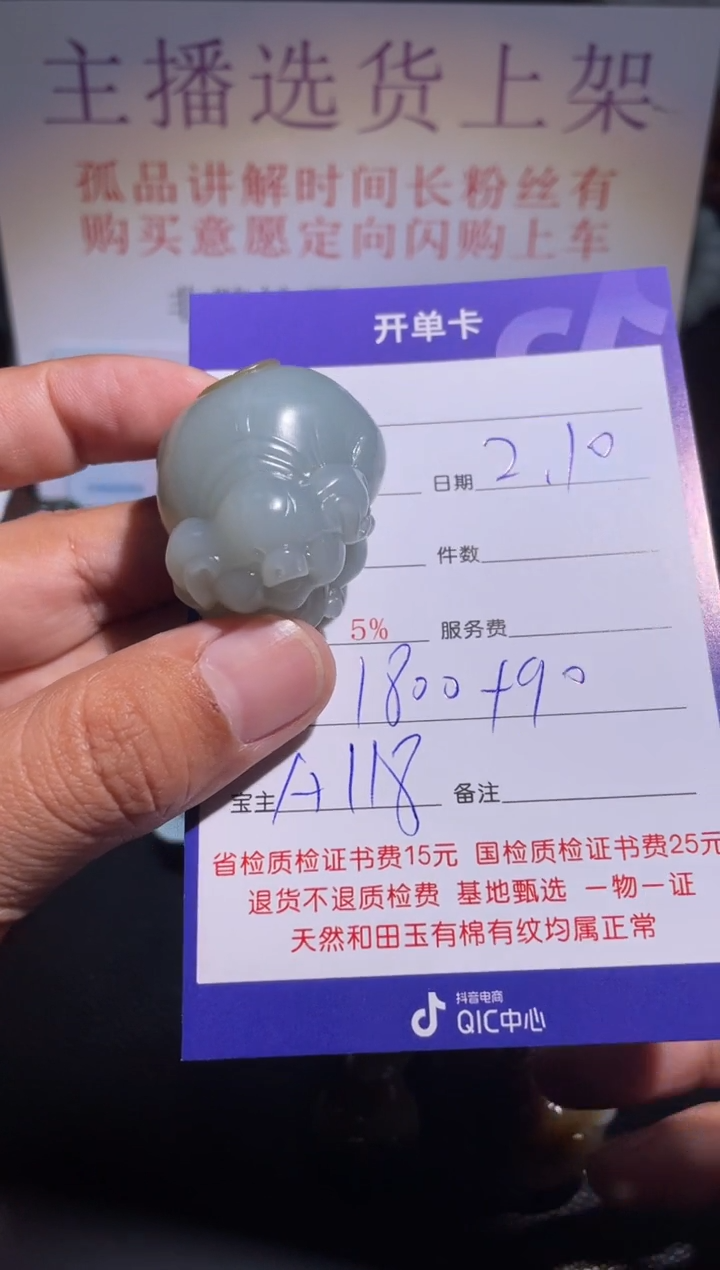 主播选货上架
孤品讲解时间长粉丝有
购买意愿定向闪购上车
开单卡
日期 2.10
件数
5% 服务费
1800+90
宝主 A118 备注
省检质检证书费15元 国检质检证书费25元
退货不退质检费 基地甄选 一物一证
天然和田玉有棉有纹均属正常
抖音电商
QIC中心